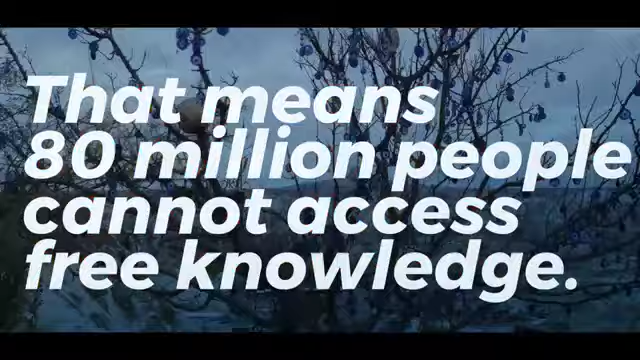 That means
80 million people
cannot access
free knowledge.